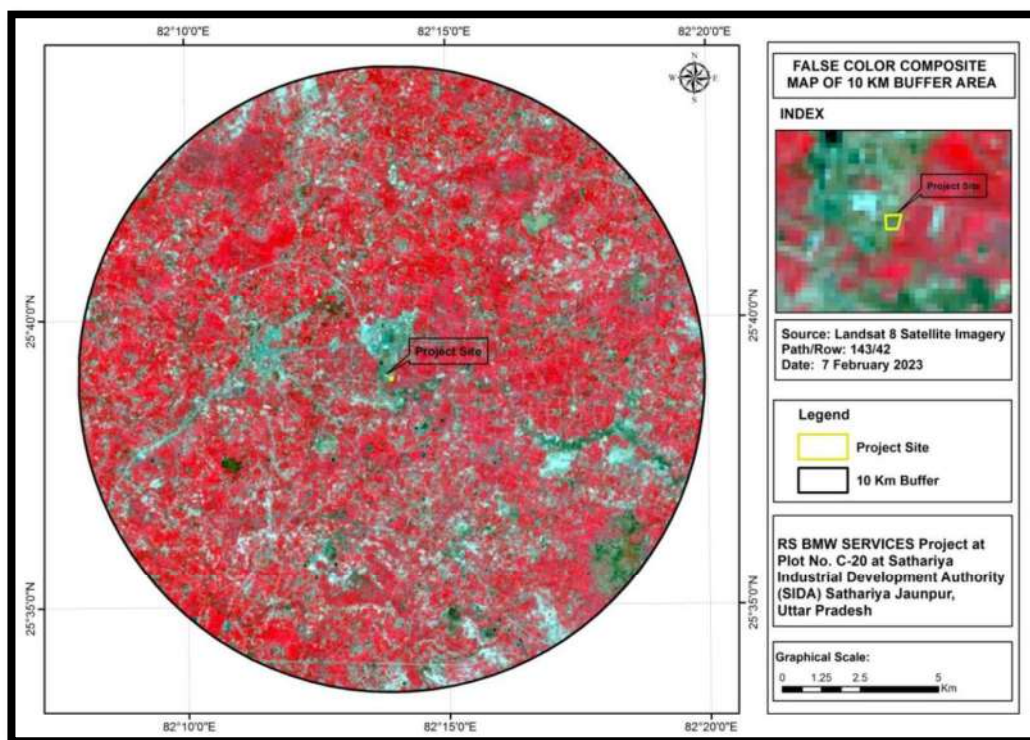 82°10'0"E
82°15'0"E
82°20'0"E
N
W
E
S
25°40'0"N
25°40'0"N
Project Site
25°35'0"N
25°35'0"N
82°10'0"E
82°15'0"E
82°20'0"E
FALSE COLOR COMPOSITE
MAP OF 10 KM BUFFER AREA
INDEX
Project Site
Source: Landsat 8 Satellite Imagery
Path/Row: 143/42
Date: 7 February 2023
Legend
Project Site
10 Km Buffer
RS BMW SERVICES Project at
Plot No. C-20 at Sathariya
Industrial Development Authority
(SIDA) Sathariya Jaunpur,
Uttar Pradesh
Graphical Scale:
0 1.25 2.5 5
Km